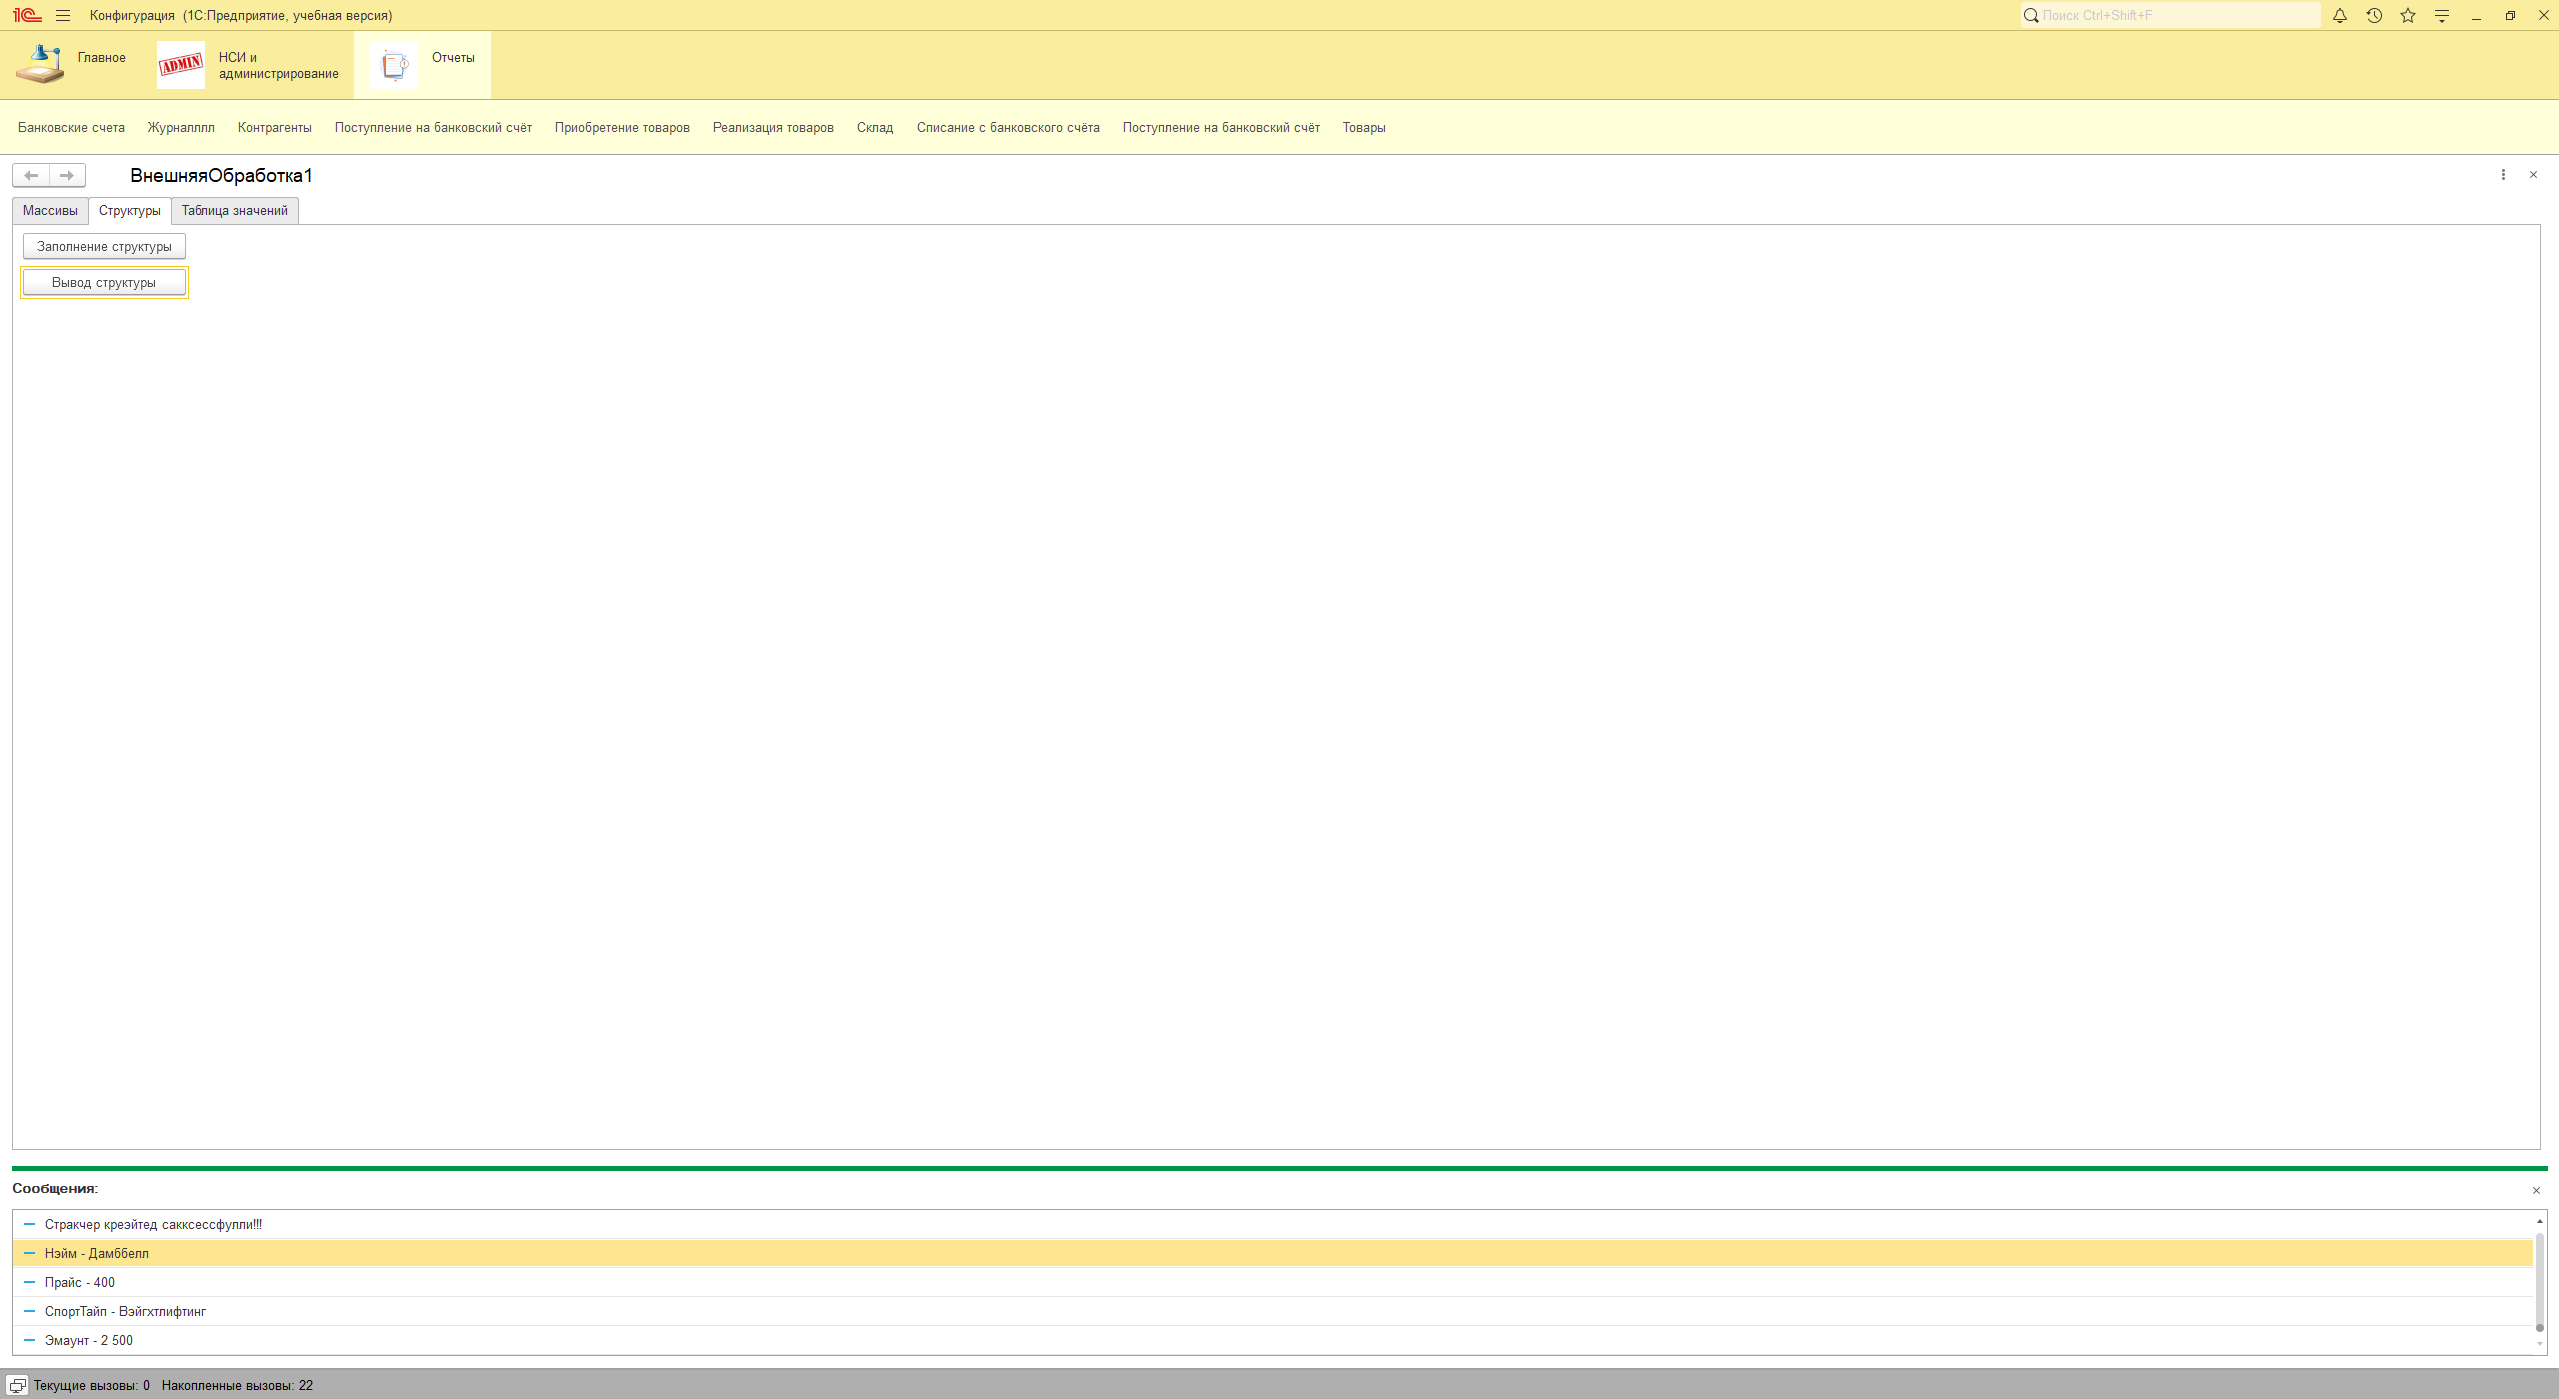 1С Конфигурация (1С:Предприятие, учебная версия) Поиск Ctrl+Shift+F
Главное
ADMIN
НСИ и
администрирование
Отчеты
Банковские счета Журналллл Контрагенты Поступление на банковский счёт Приобретение товаров Реализация товаров Склад Списание с банковского счёта Поступление на банковский счёт Товары
ВнешняяОбработка1
Массивы Структуры Таблица значений
Заполнение структуры
Вывод структуры
Сообщения:
Стракчер креэйтед сакксессфулли!!!
Нэйм - Дамббелл
Прайс - 400
СпортТайп - Вэйгхтлифтинг
Эмаунт - 2 500
Текущие вызовы: 0 Накопленные вызовы: 22